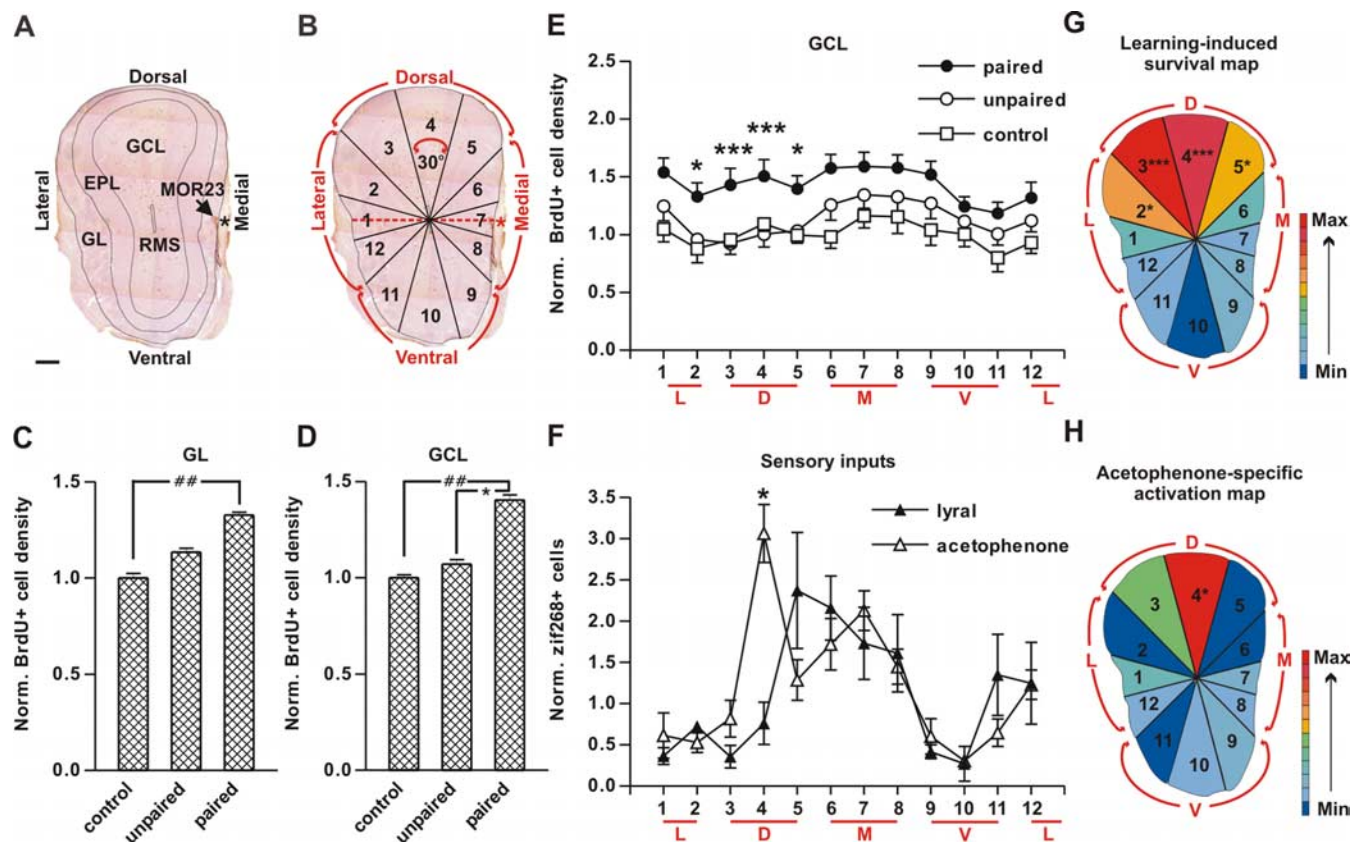 A
Dorsal
GCL
EPL
MOR23
*
GL
RMS
Lateral
Medial
Ventral
B
Dorsal
4
3
5
30°
2
6
1
7
*
12
8
11
9
10
Lateral
Medial
Ventral
C
GL
##
Norm. BrdU+ cell density
1.5
1.0
0.5
0.0
control
unpaired
paired
D
GCL
##
*
Norm. BrdU+ cell density
1.5
1.0
0.5
0.0
control
unpaired
paired
E
GCL
paired
unpaired
control
Norm. BrdU+ cell density
2.5
2.0
1.5
1.0
0.5
0.0
* *** *** *
1 2 3 4 5 6 7 8 9 10 11 12
L D M V L
F
Sensory inputs
lyral
acetophenone
Norm. zif268+ cells
3.5
3.0
2.5
2.0
1.5
1.0
0.5
0.0
*
1 2 3 4 5 6 7 8 9 10 11 12
L D M V L
G
Learning-induced
survival map
D
3***
4***
5*
2*
6
1
7
12
8
11
9
10
L
M
V
Max
Min
H
Acetophenone-specific
activation map
D
3
4*
5
2
6
1
7
12
8
11
9
10
L
M
V
Max
Min